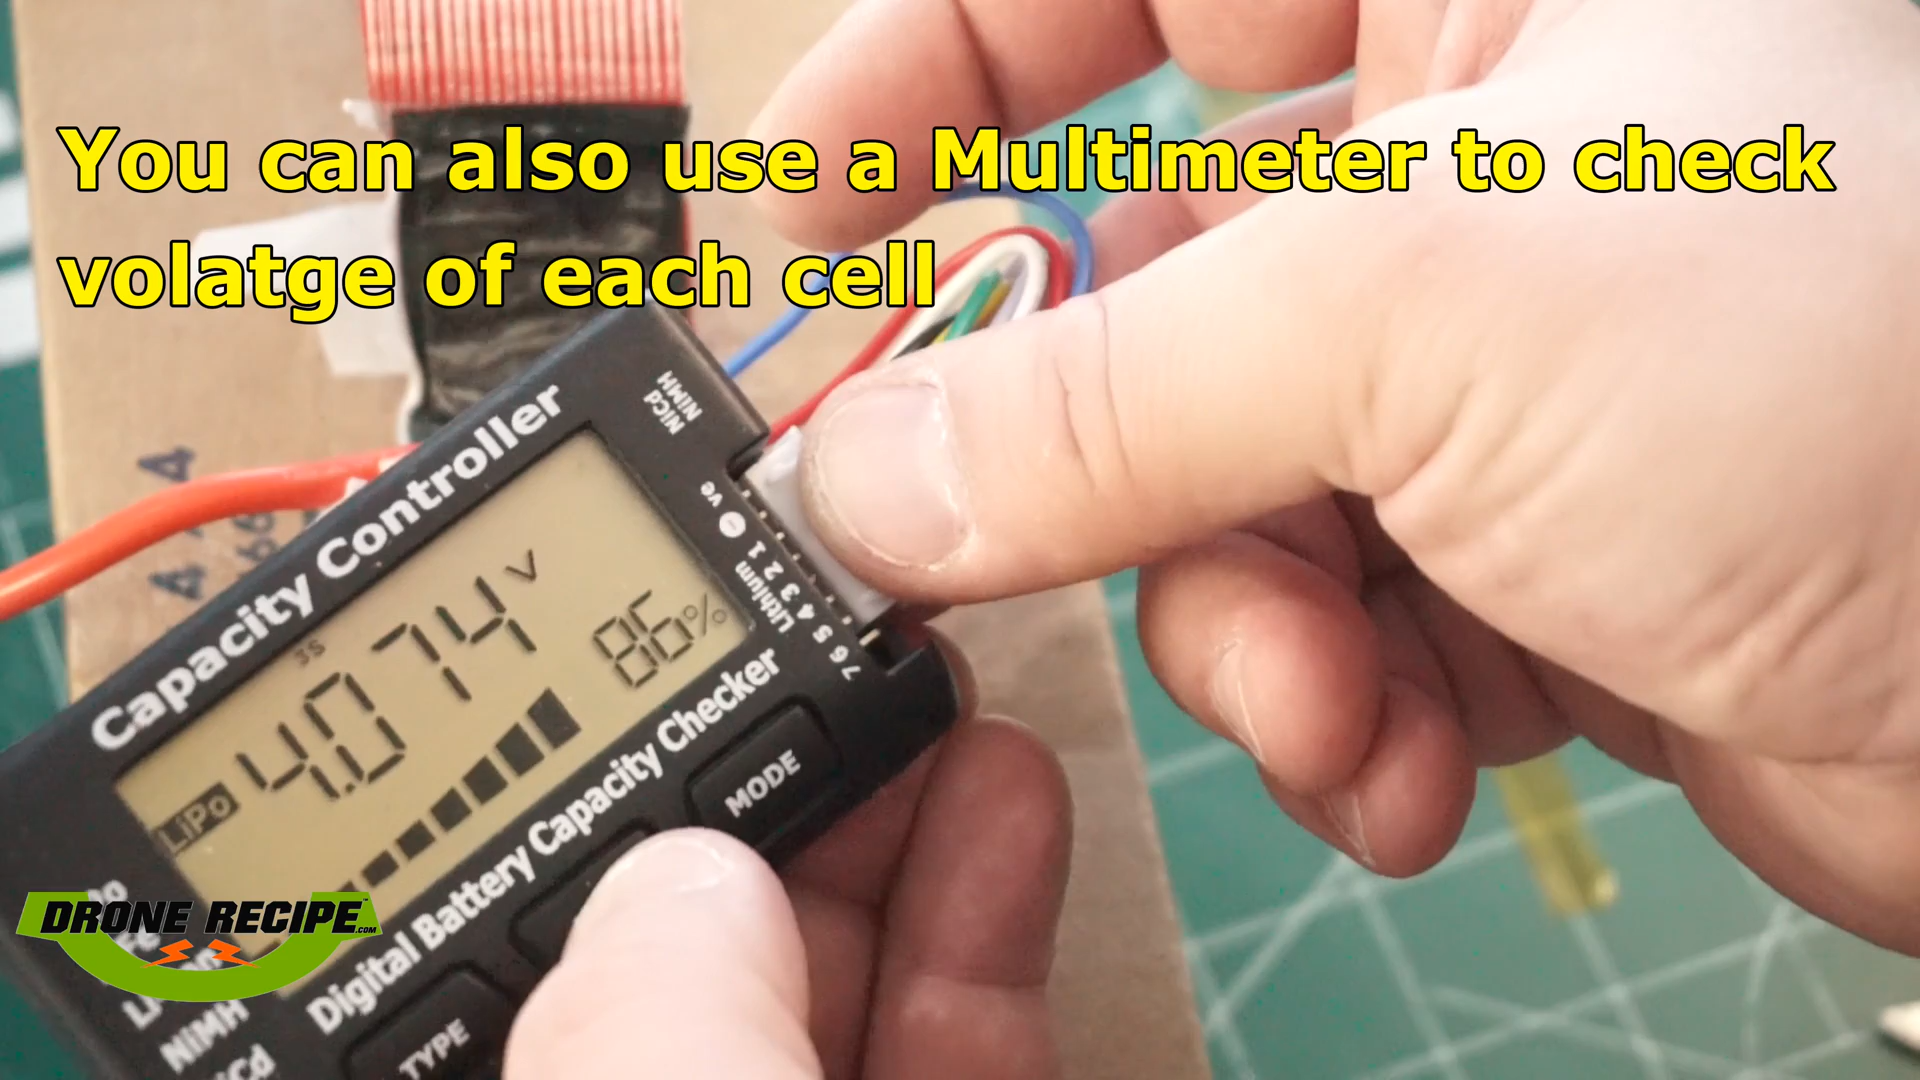 You can also use a Multimeter to check
volatge of each cell
NiMH
NiCd
Capacity Controller
⊖ ve
Lithium 1 2 3 4 5 6 7
3S
4.074 V
86%
LiPo
Digital Battery Capacity Checker
MODE
TYPE
NiMH
DRONE RECIPE.COM